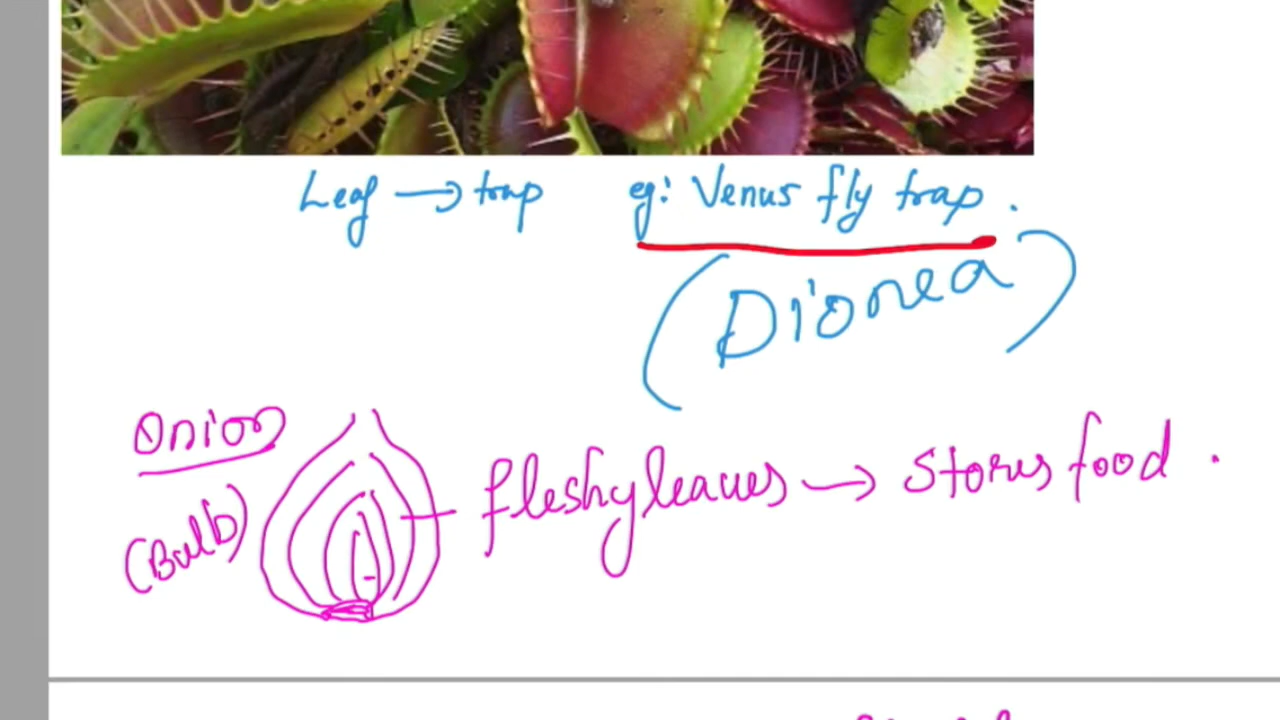 Leaf → trap eg: Venus fly trap.
(Dionea)
Onion
(Bulb)
fleshy leaves → Stores food.